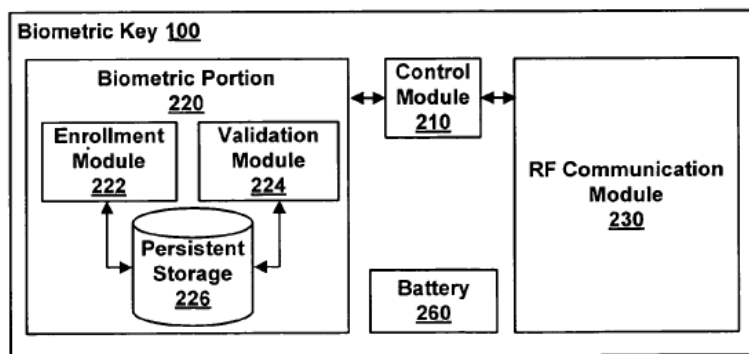 Biometric Key 100
Biometric Portion
220
Enrollment
Module
222
Validation
Module
224
Persistent
Storage
226
Control
Module
210
Battery
260
RF Communication
Module
230